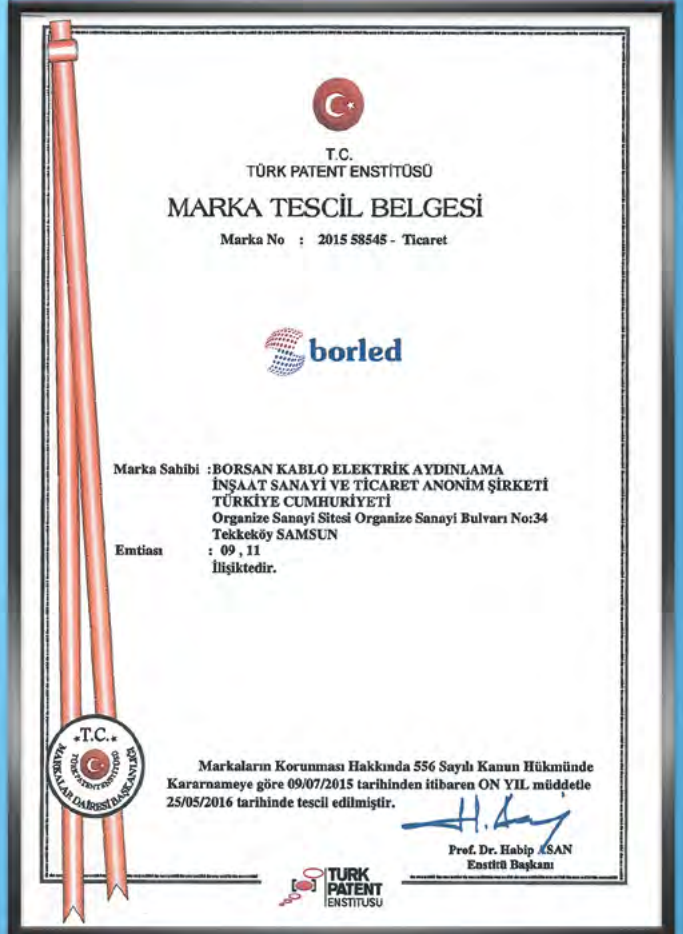 T.C.
TÜRK PATENT ENSTİTÜSÜ
MARKA TESCİL BELGESİ
Marka No : 2015 58545 - Ticaret
borled
Marka Sahibi :BORSAN KABLO ELEKTRİK AYDINLAMA
İNŞAAT SANAYİ VE TİCARET ANONİM ŞİRKETİ
TÜRKİYE CUMHURİYETİ
Organize Sanayi Sitesi Organize Sanayi Bulvarı No:34
Tekkeköy SAMSUN
Emtiası : 09 , 11
İlişiktedir.
T.C.
TÜRK PATENT ENSTİTÜSÜ
MARKALAR DAİRESİ BAŞKANLIĞI
Markaların Korunması Hakkında 556 Sayılı Kanun Hükmünde
Kararnameye göre 09/07/2015 tarihinden itibaren ON YIL müddetle
25/05/2016 tarihinde tescil edilmiştir.
H. Asan
Prof. Dr. Habip ASAN
Enstitü Başkanı
TURK
PATENT
ENSTITUSU